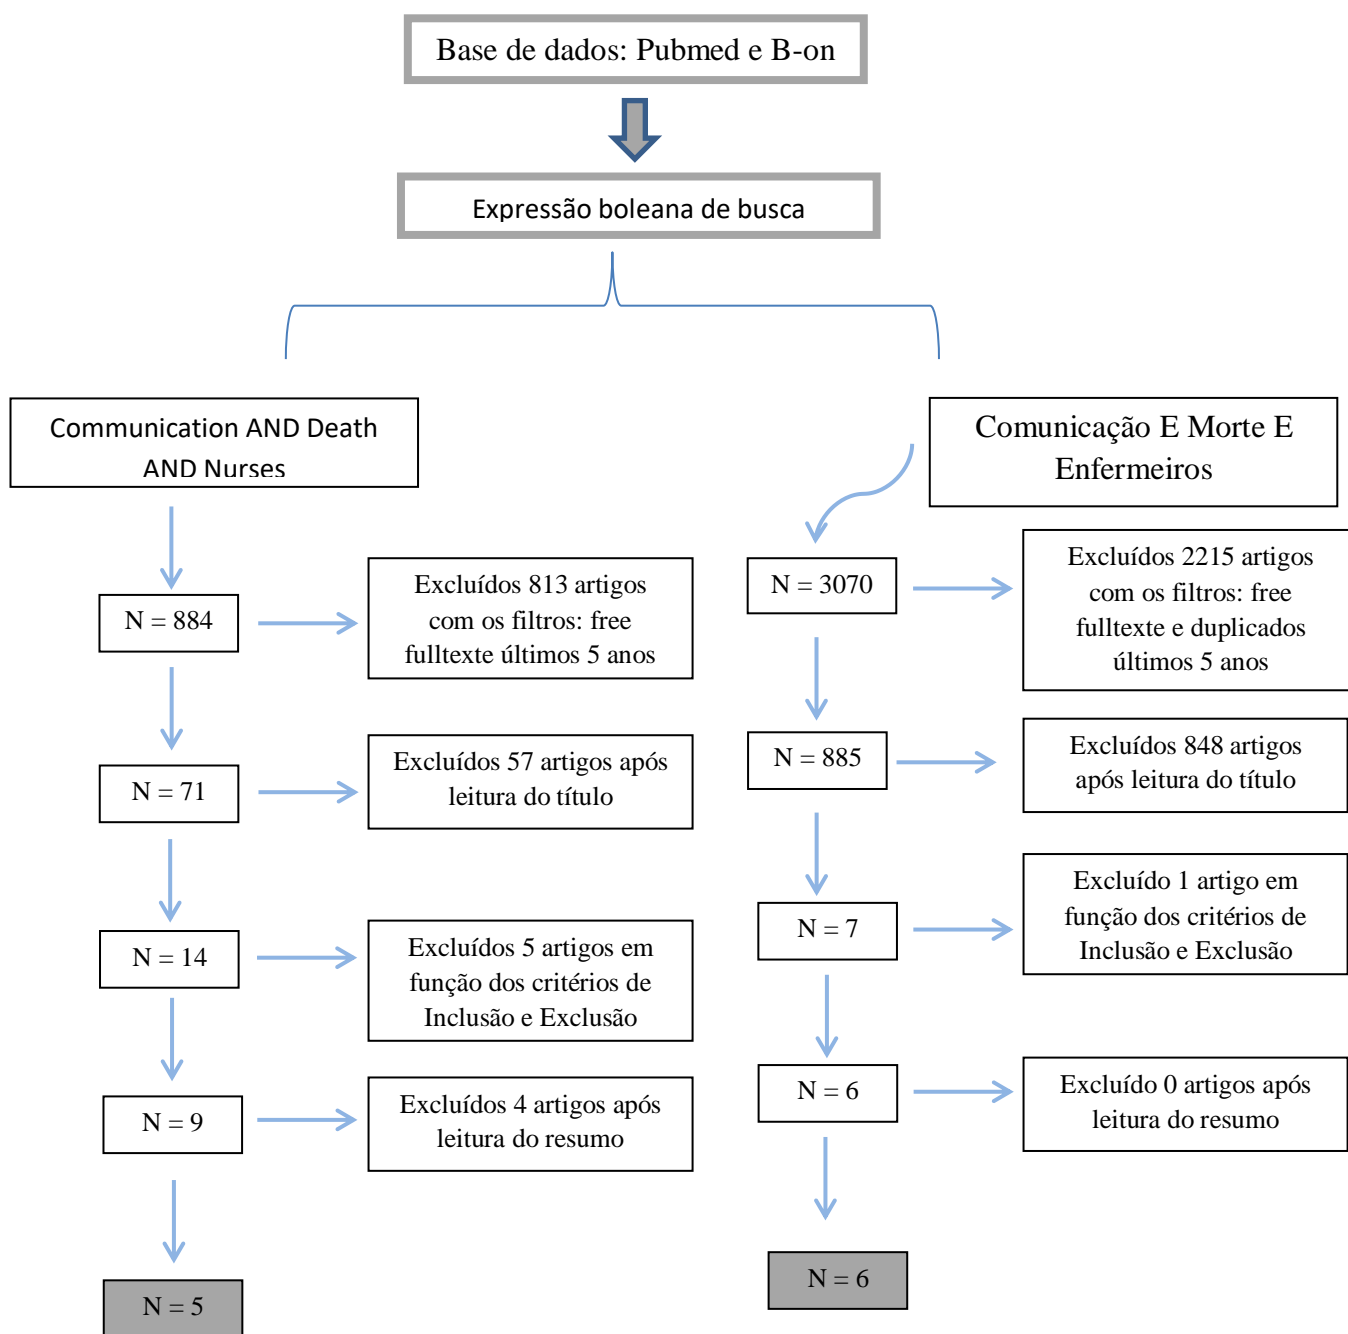 Base de dados: Pubmed e B-on
Expressão boleana de busca
Communication AND Death
AND Nurses
N = 884
Excluídos 813 artigos
com os filtros: free
fulltexte últimos 5 anos
N = 71
Excluídos 57 artigos após
leitura do título
N = 14
Excluídos 5 artigos em
função dos critérios de
Inclusão e Exclusão
N = 9
Excluídos 4 artigos após
leitura do resumo
N = 5
Comunicação E Morte E
Enfermeiros
N = 3070
Excluídos 2215 artigos
com os filtros: free
fulltexte e duplicados
últimos 5 anos
N = 885
Excluídos 848 artigos
após leitura do título
N = 7
Excluído 1 artigo em
função dos critérios de
Inclusão e Exclusão
N = 6
Excluído 0 artigos após
leitura do resumo
N = 6